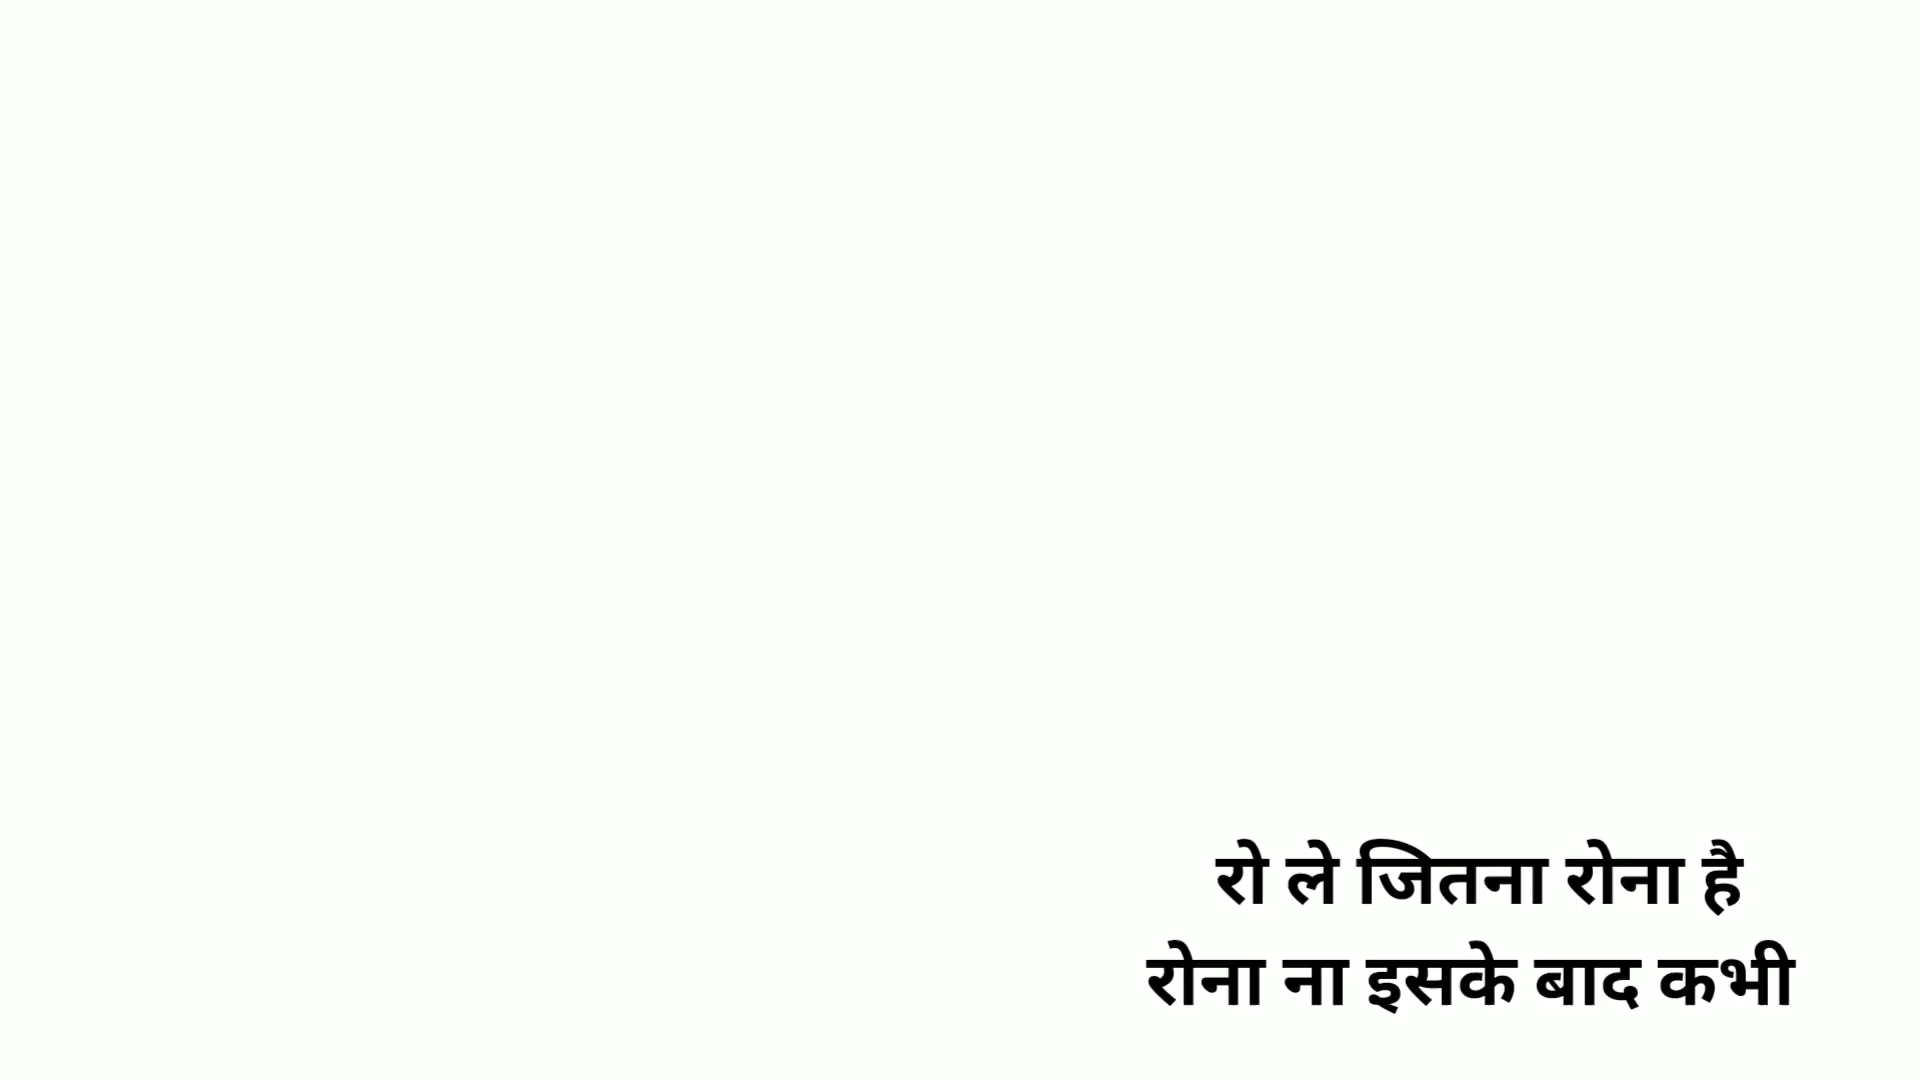 रो ले जितना रोना है
रोना ना इसके बाद कभी